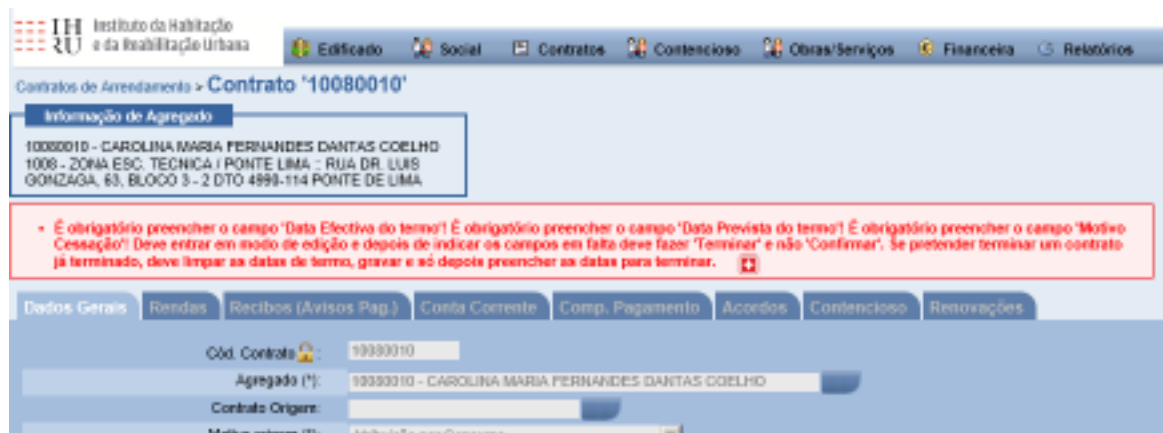 IH Instituto da Habitação
RU e da Reabilitação Urbana
Edificado Social Contratos Contencioso Obras/Serviços Financeira Relatórios
Contratos de Arrendamento > Contrato '10080010'
Informação de Agregado
10080010 - CAROLINA MARIA FERNANDES DANTAS COELHO
1008 - ZONA ESC. TECNICA / PONTE LIMA :: RUA DR. LUIS
GONZAGA, 63, BLOCO 3 - 2 DTO 4990-114 PONTE DE LIMA
• É obrigatório preencher o campo 'Data Efectiva do termo'! É obrigatório preencher o campo 'Data Prevista do termo'! É obrigatório preencher o campo 'Motivo
Cessação'! Deve entrar em modo de edição e depois de indicar os campos em falta deve fazer 'Terminar' e não 'Confirmar'. Se pretender terminar um contrato
já terminado, deve limpar as datas de termo, gravar e só depois preencher as datas para terminar.
Dados Gerais Rendas Recibos (Avisos Pag.) Conta Corrente Comp. Pagamento Acordos Contencioso Renovações
Cód. Contrato : 10080010
Agregado (*): 10080010 - CAROLINA MARIA FERNANDES DANTAS COELHO
Contrato Origem: